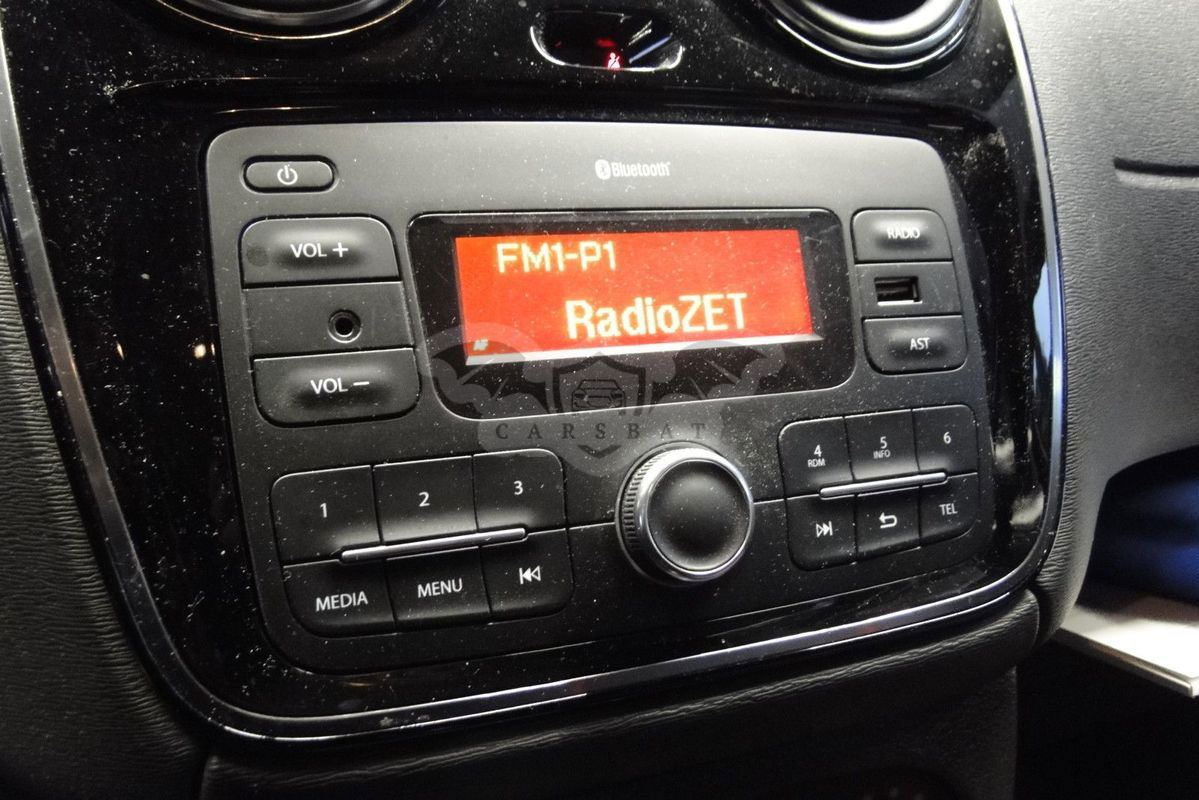 Bluetooth
VOL +
VOL −
FM1-P1
RadioZET
AF
RADIO
AST
CARSBAT
1
2
3
MEDIA
MENU
4
RDM
5
INFO
6
TEL